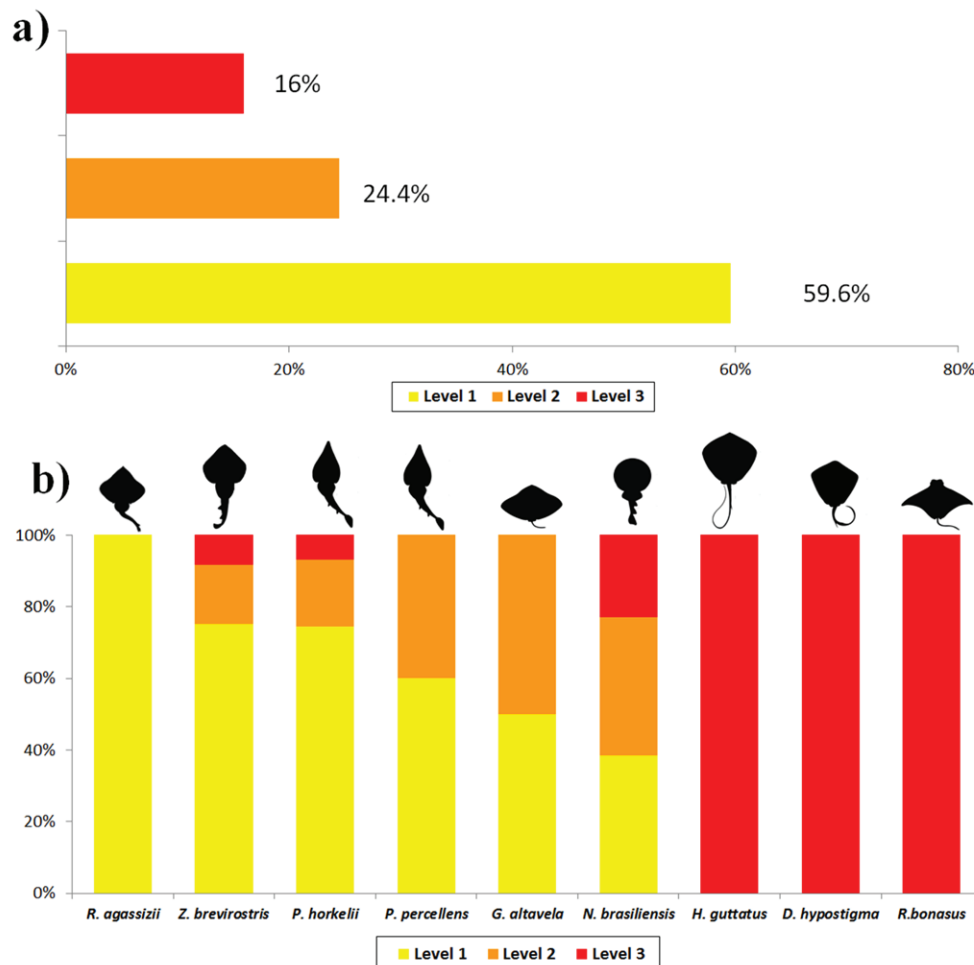 a)
16%
24.4%
59.6%
0% 20% 40% 60% 80%
Level 1 Level 2 Level 3
b)
100%
80%
60%
40%
20%
0%
R. agassizii Z. brevirostris P. horkelii P. percellens G. altavela N. brasiliensis H. guttatus D. hypostigma R.bonasus
Level 1 Level 2 Level 3